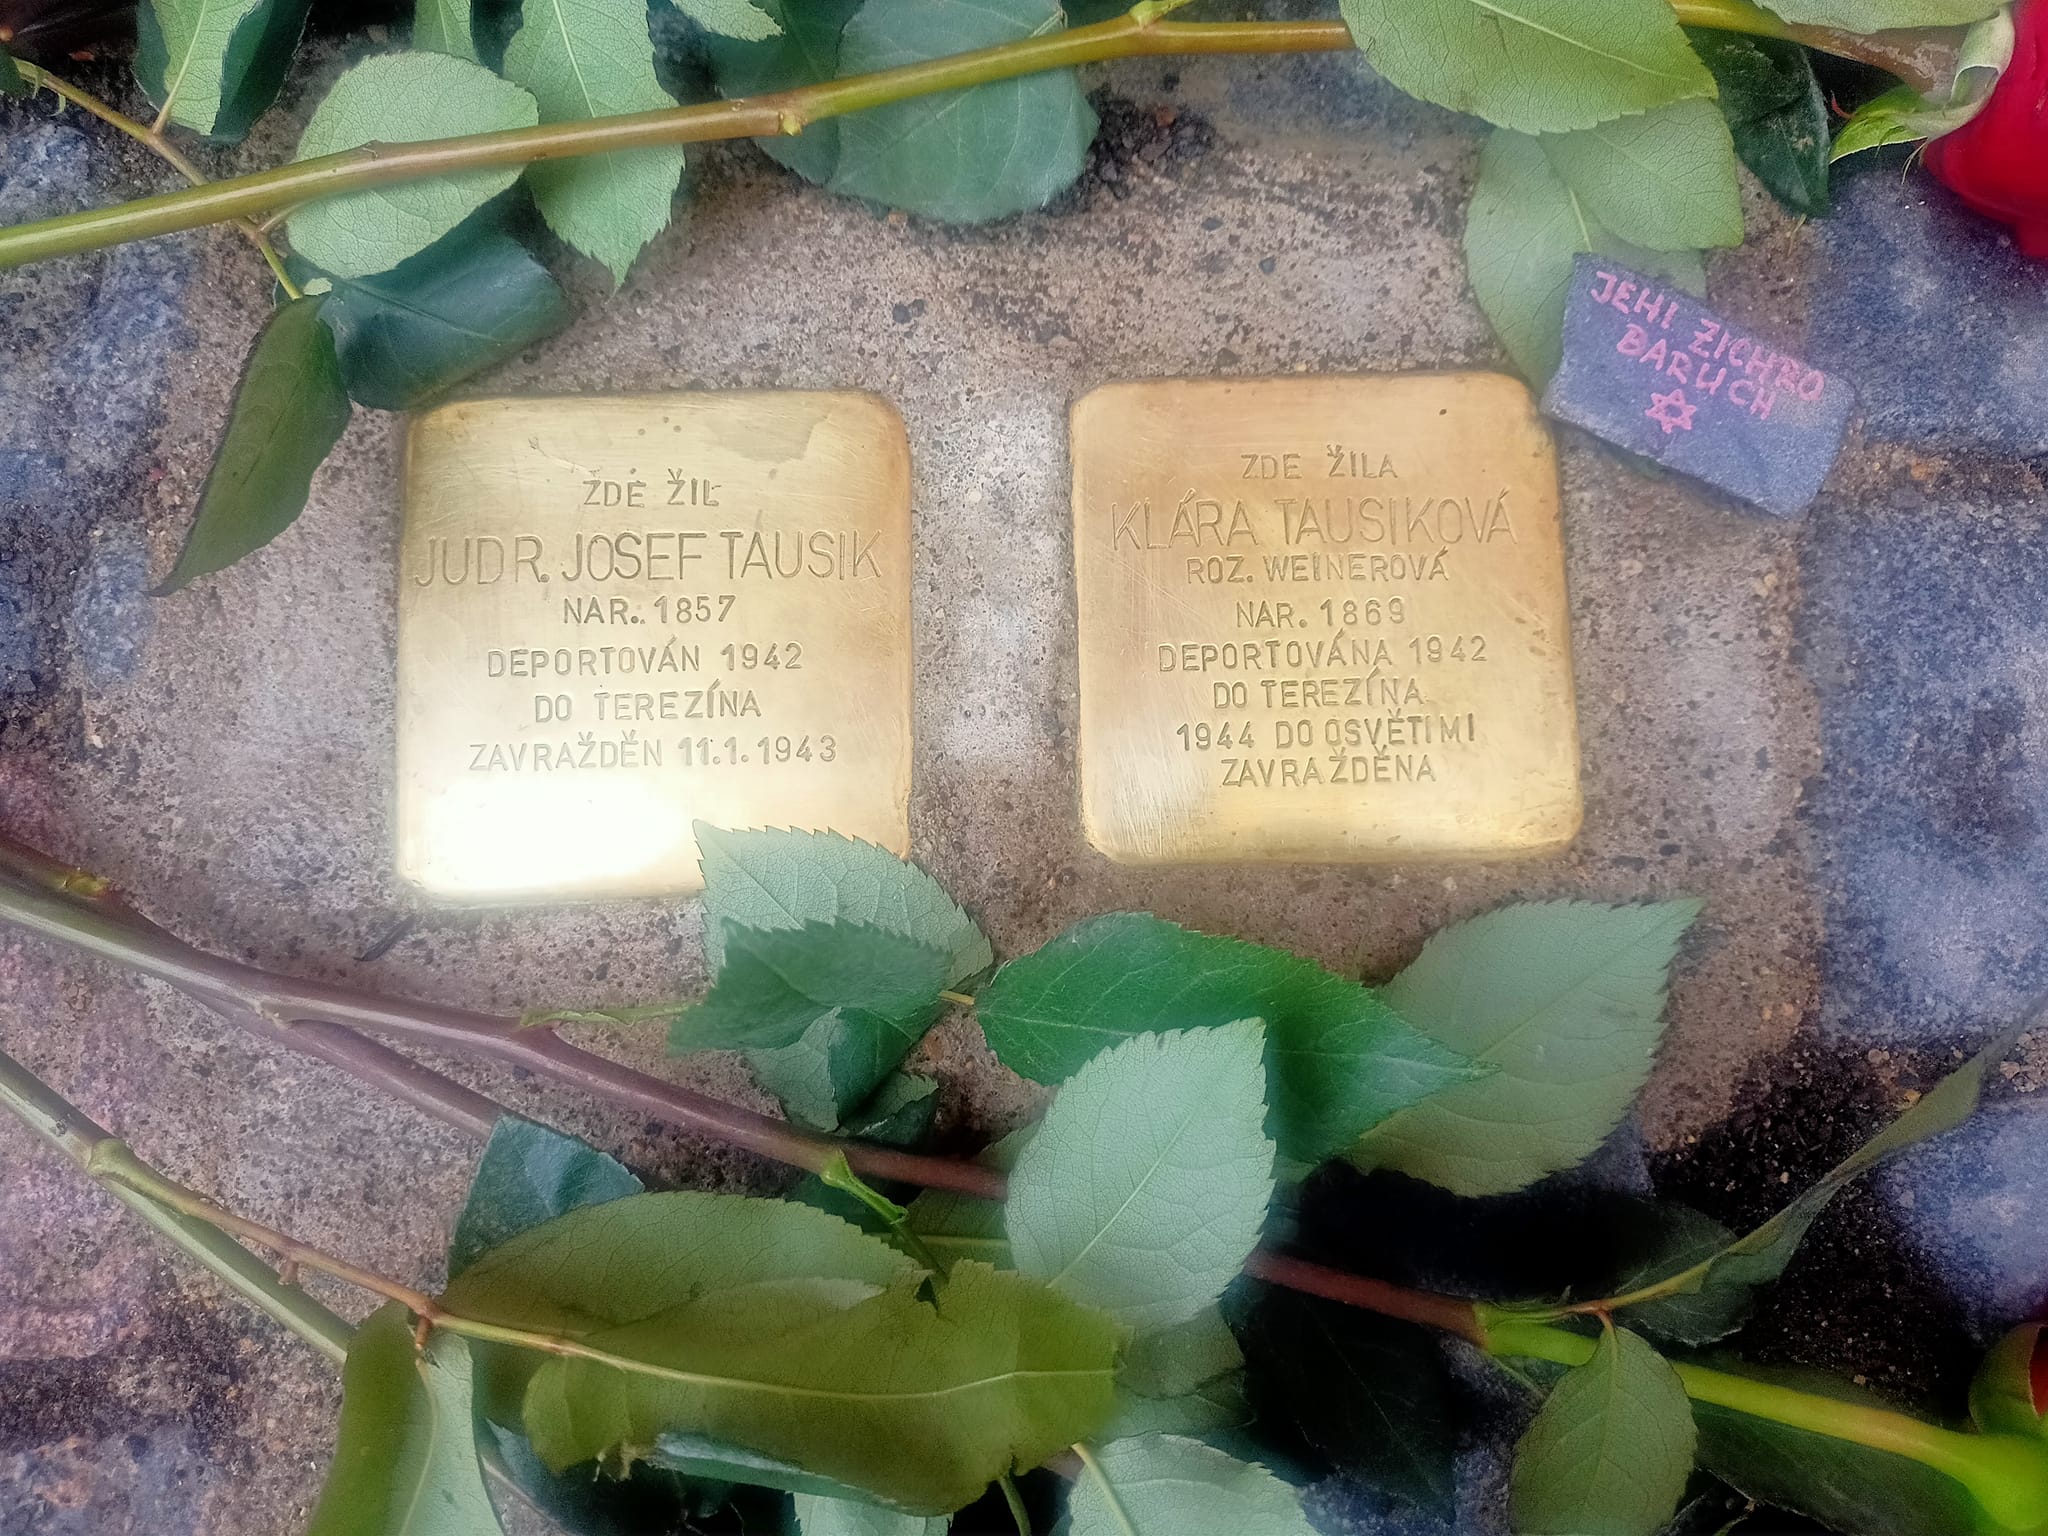 ZDE ŽIL
JUDR. JOSEF TAUSIK
NAR. 1857
DEPORTOVÁN 1942
DO TEREZÍNA
ZAVRAŽDĚN 11.1.1943
ZDE ŽILA
KLÁRA TAUSIKOVÁ
ROZ. WEINEROVÁ
NAR. 1869
DEPORTOVÁNA 1942
DO TEREZÍNA
1944 DO OSVĚTIMI
ZAVRAŽDĚNA
JEHI ZICHRO
BARUCH